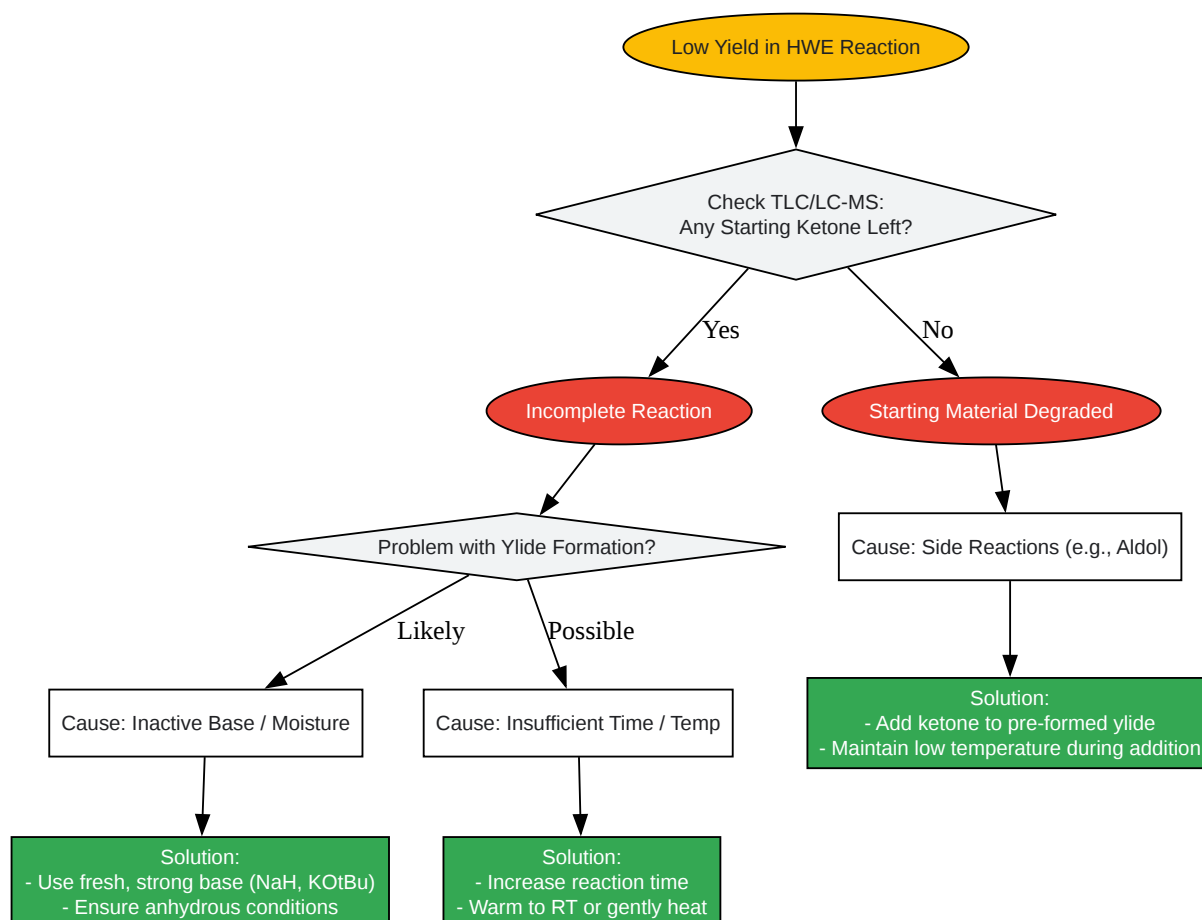 Low Yield in HWE Reaction
Check TLC/LC-MS:
Any Starting Ketone Left?
Yes
No
Incomplete Reaction
Starting Material Degraded
Problem with Ylide Formation?
Cause: Side Reactions (e.g., Aldol)
Likely
Possible
Cause: Inactive Base / Moisture
Cause: Insufficient Time / Temp
Solution:
- Add ketone to pre-formed ylide
- Maintain low temperature during addition
Solution:
- Use fresh, strong base (NaH, KOtBu)
- Ensure anhydrous conditions
Solution:
- Increase reaction time
- Warm to RT or gently heat